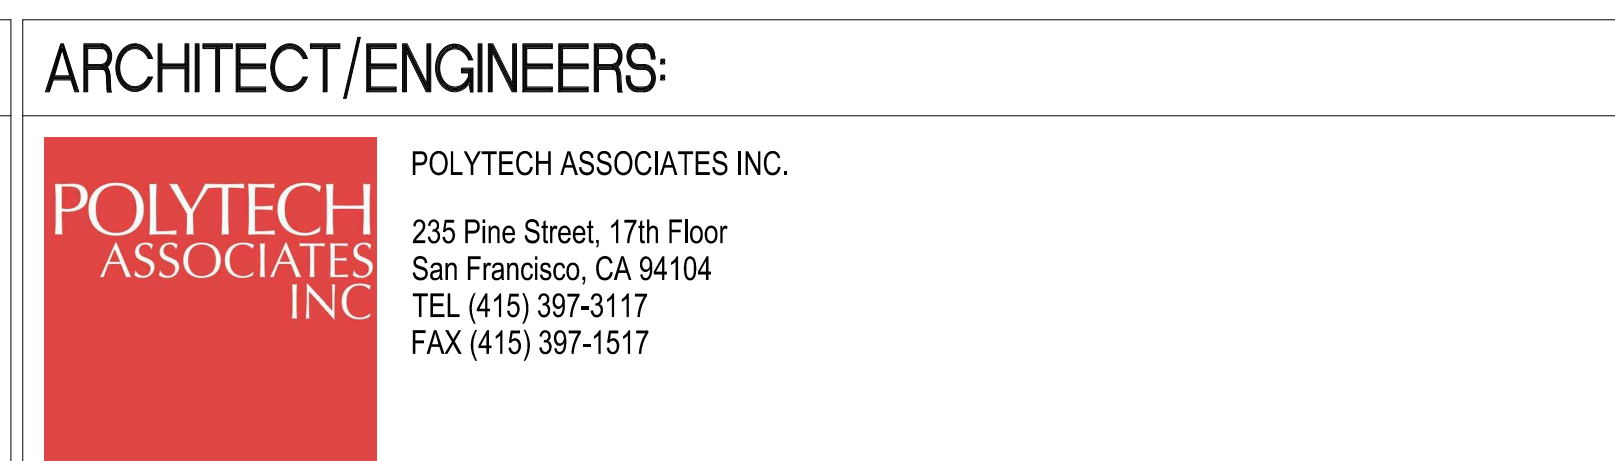 ARCHITECT/ENGINEERS:
POLYTECH
ASSOCIATES
INC
POLYTECH ASSOCIATES INC.
235 Pine Street, 17th Floor
San Francisco, CA 94104
TEL (415) 397-3117
FAX (415) 397-1517